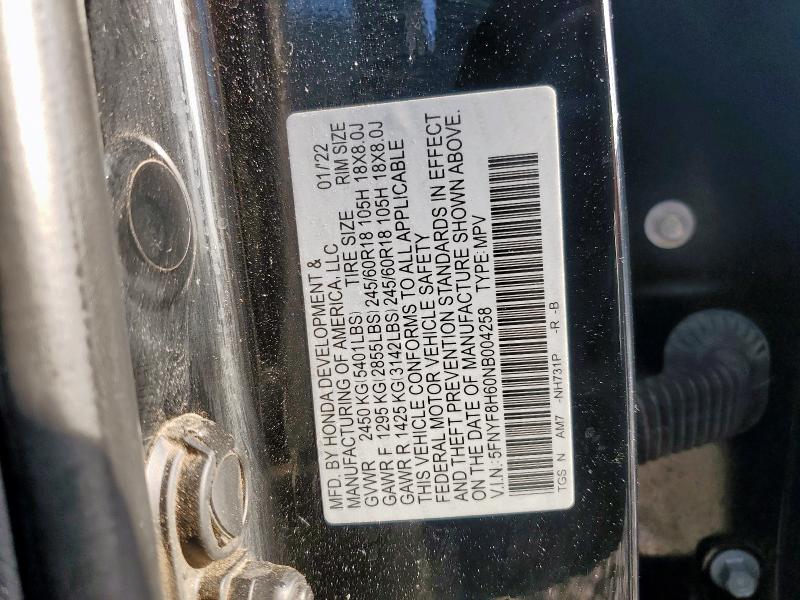 MFD. BY HONDA DEVELOPMENT & 01/22
MANUFACTURING OF AMERICA, LLC
GVWR 2450 KG(5401LBS) TIRE SIZE RIM SIZE
GAWR F 1295 KG(2855LBS) 245/60R18 105H 18X8.0J
GAWR R 1425 KG(3142LBS) 245/60R18 105H 18X8.0J
THIS VEHICLE CONFORMS TO ALL APPLICABLE
FEDERAL MOTOR VEHICLE SAFETY
AND THEFT PREVENTION STANDARDS IN EFFECT
ON THE DATE OF MANUFACTURE SHOWN ABOVE.
V.I.N.: 5FNYF8H60NB004258 TYPE: MPV
TGS N AM7 -NH731P -R -B